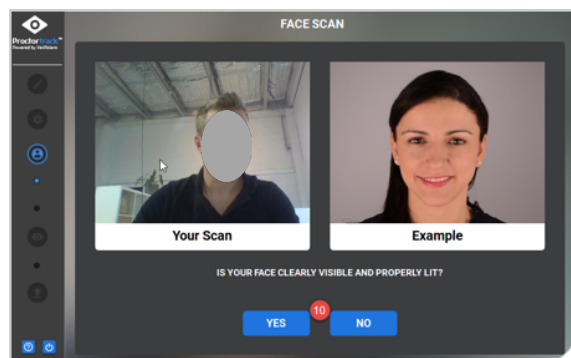 FACE SCAN
Proctortrack™
Powered by Verificient
Your Scan
Example
IS YOUR FACE CLEARLY VISIBLE AND PROPERLY LIT?
10
YES
NO